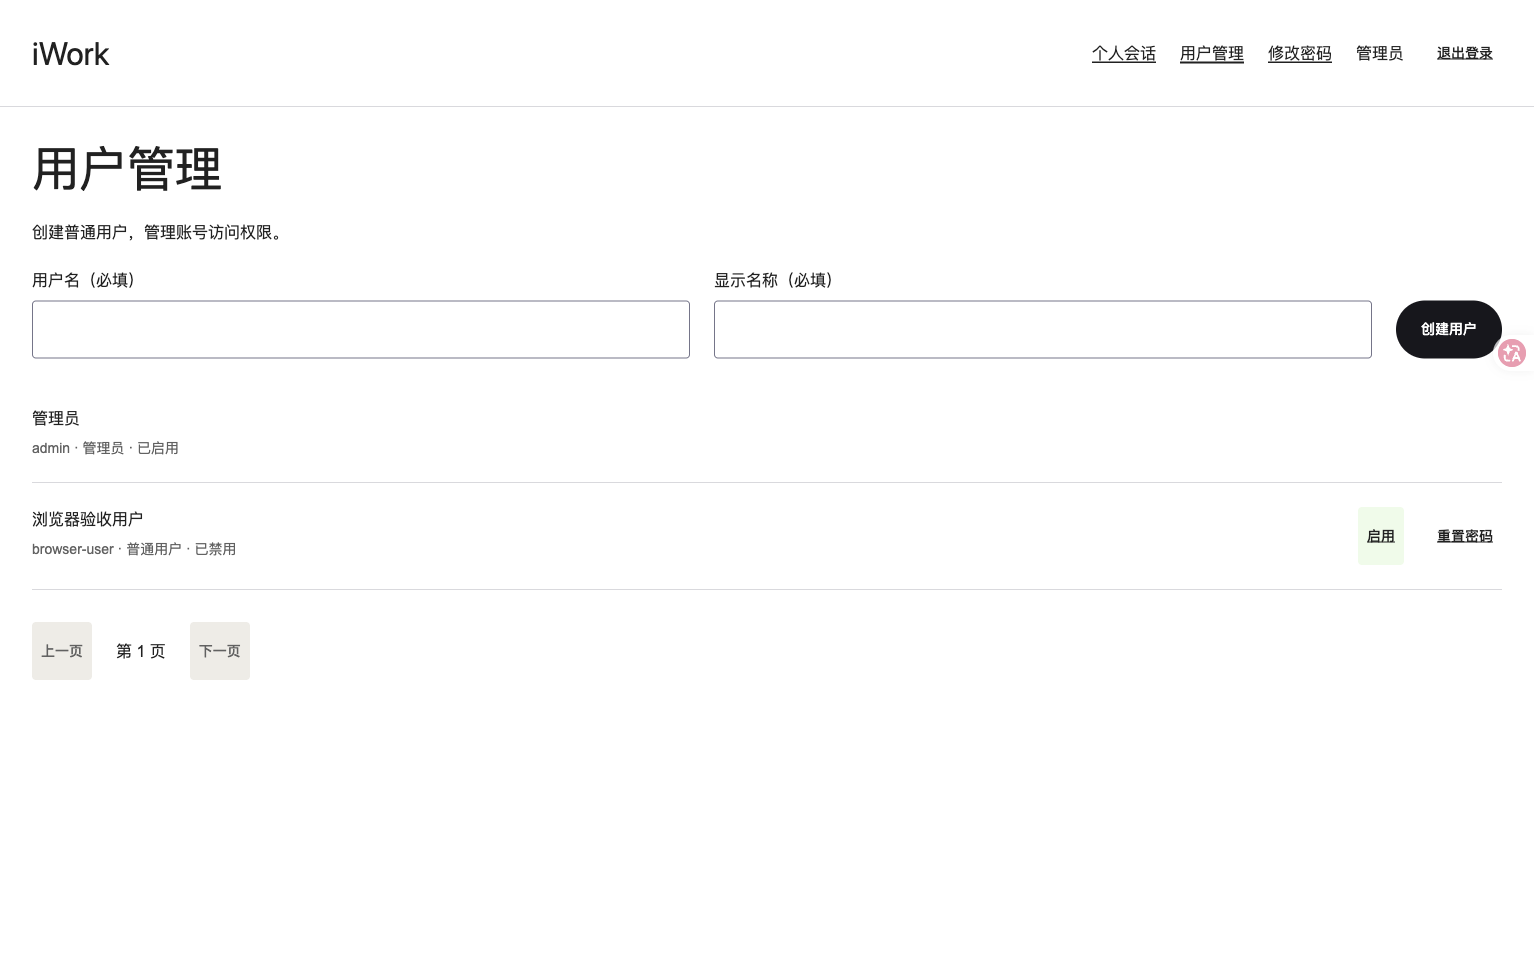 iWork
个人会话 用户管理 修改密码 管理员 退出登录
用户管理
创建普通用户，管理账号访问权限。
用户名（必填） 显示名称（必填）
创建用户
管理员
admin · 管理员 · 已启用
浏览器验收用户
browser-user · 普通用户 · 已禁用
启用 重置密码
上一页 第 1 页 下一页